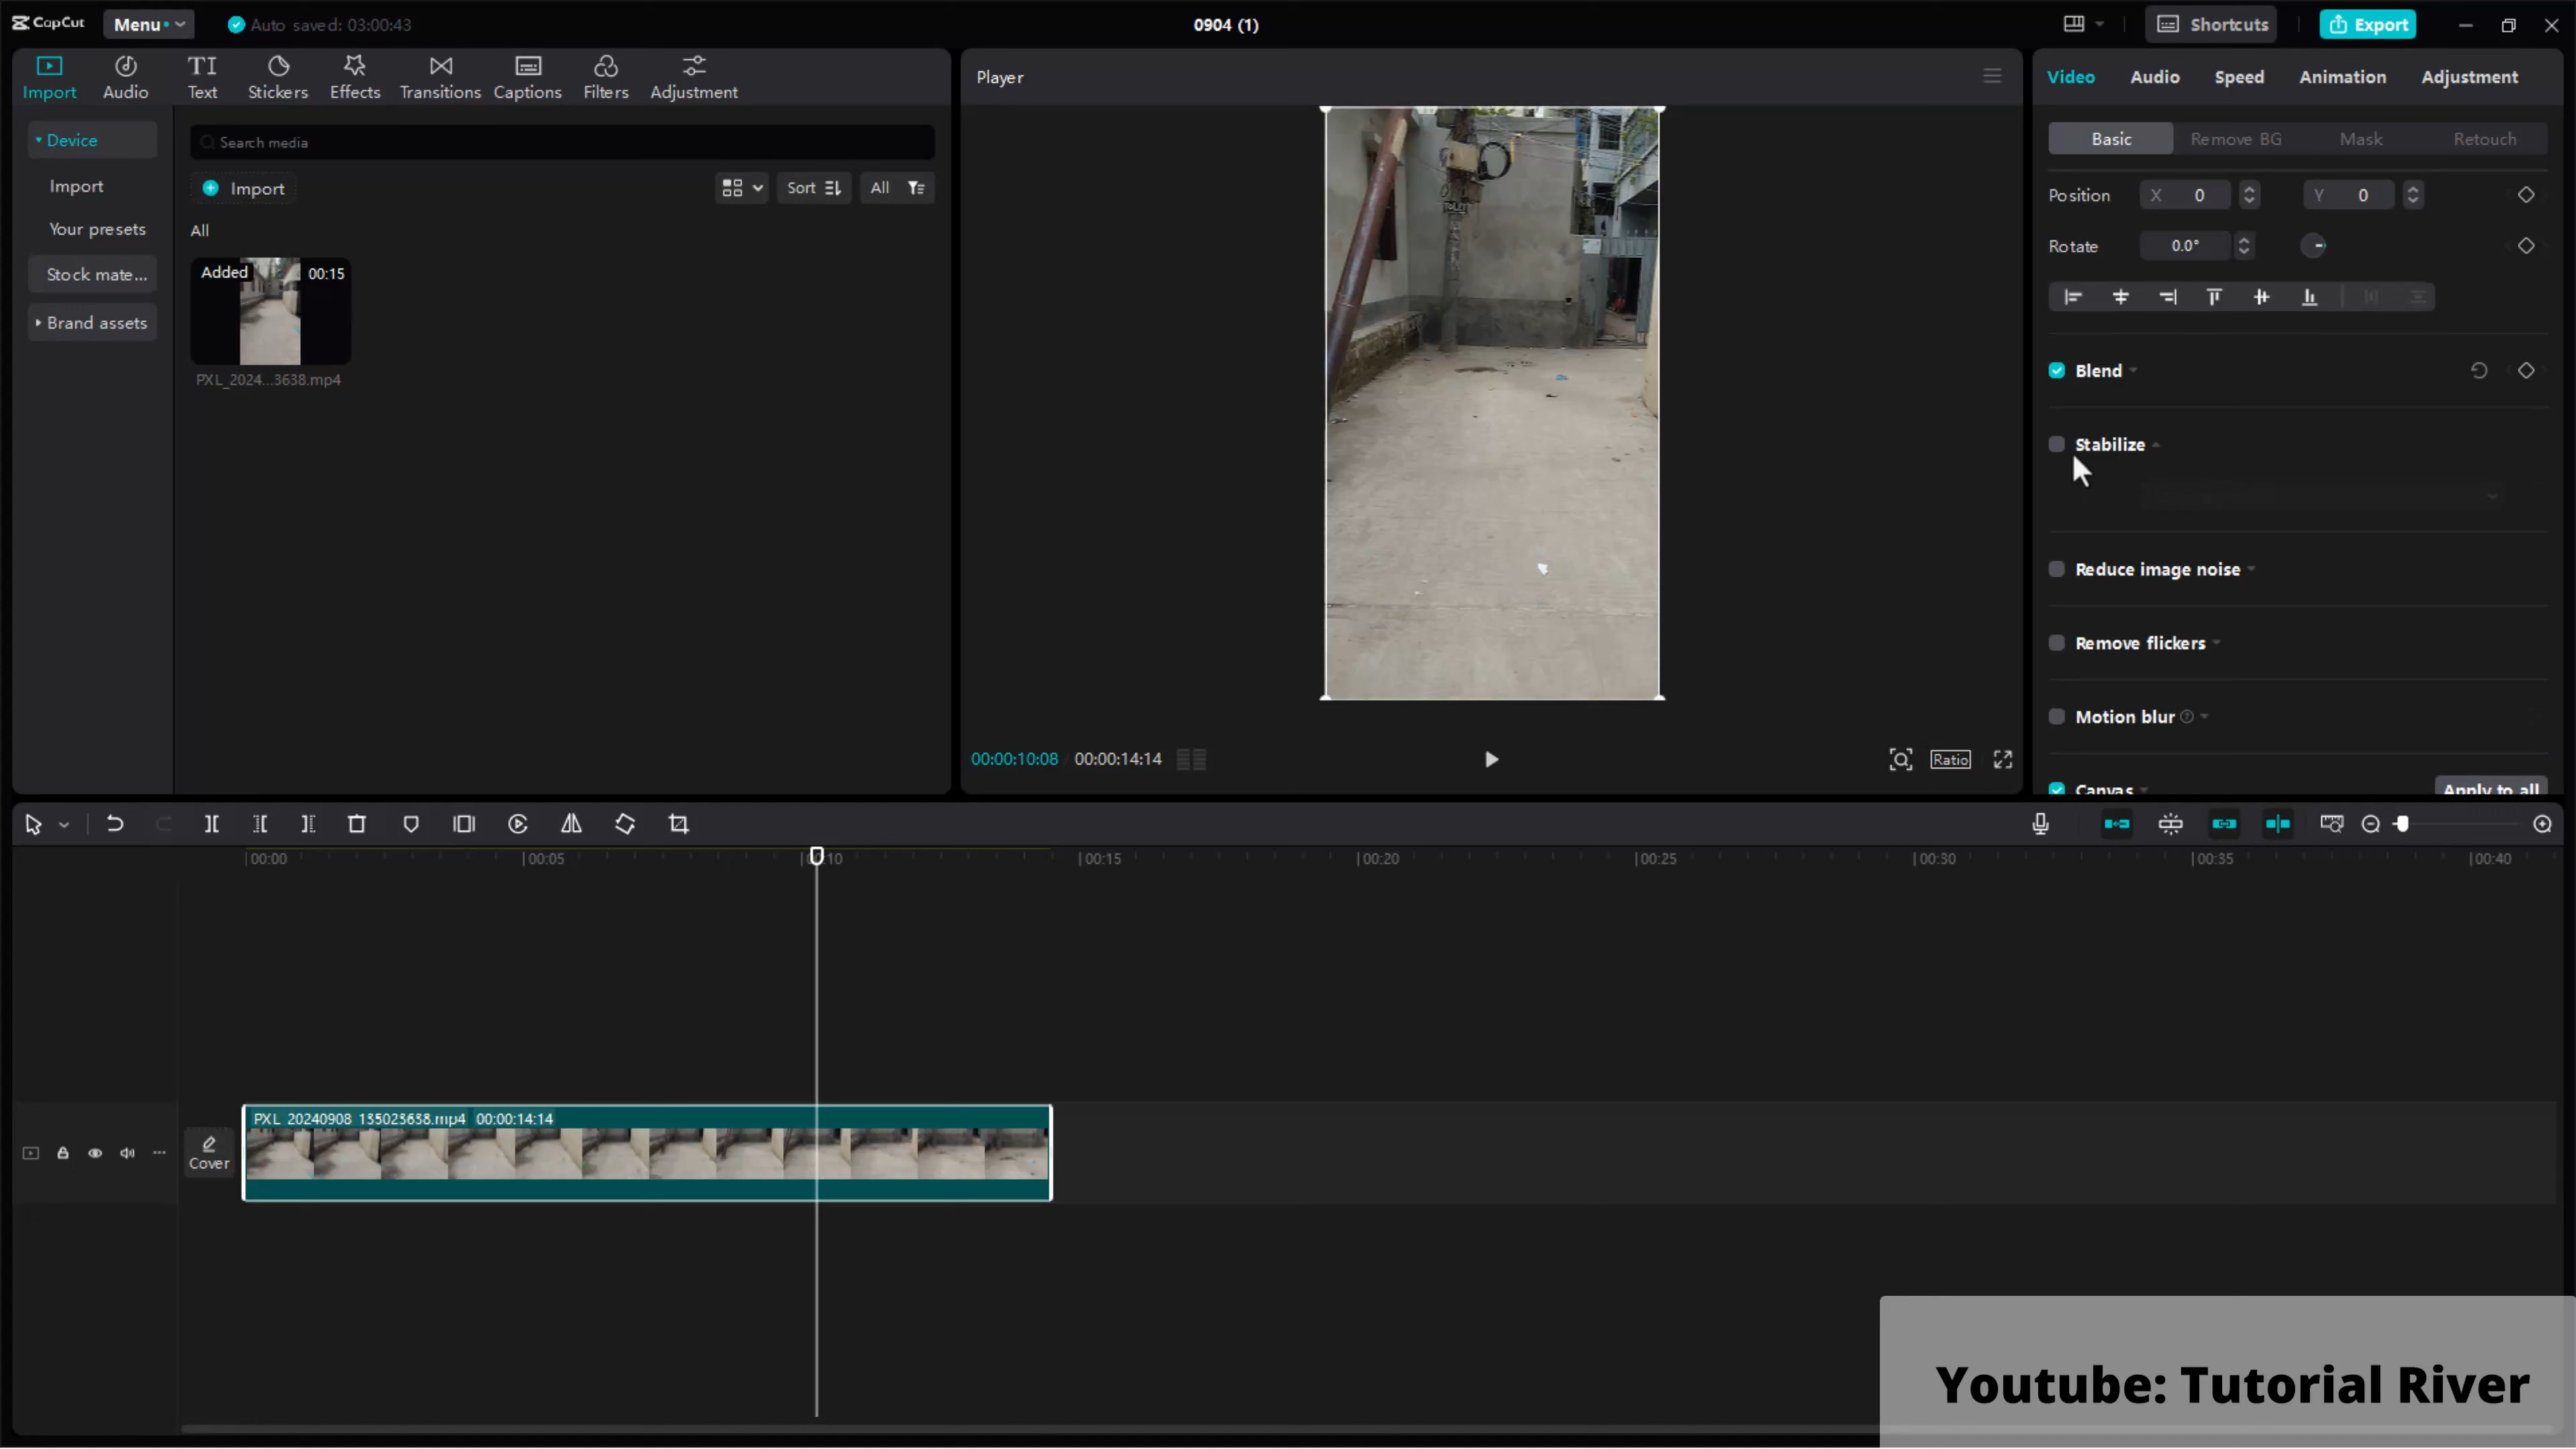 CapCut Menu Auto saved: 03:00:43 0904 (1) Shortcuts Export
Import Audio Text Stickers Effects Transitions Captions Filters Adjustment
Device
Import
Your presets
Stock mate...
Brand assets
Search media
Import Sort All
All
Added 00:15
PXL_2024...3638.mp4
Player
00:00:10:08 00:00:14:14
Ratio
Video Audio Speed Animation Adjustment
Basic Remove BG Mask Retouch
Position X 0 Y 0
Rotate 0.0°
Blend
Stabilize
Reduce image noise
Remove flickers
Motion blur
Canvas Apply to all
00:00 00:05 00:10 00:15 00:20 00:25 00:30 00:35 00:40
PXL_20240908_135023638.mp4 00:00:14:14
Cover
Youtube: Tutorial River